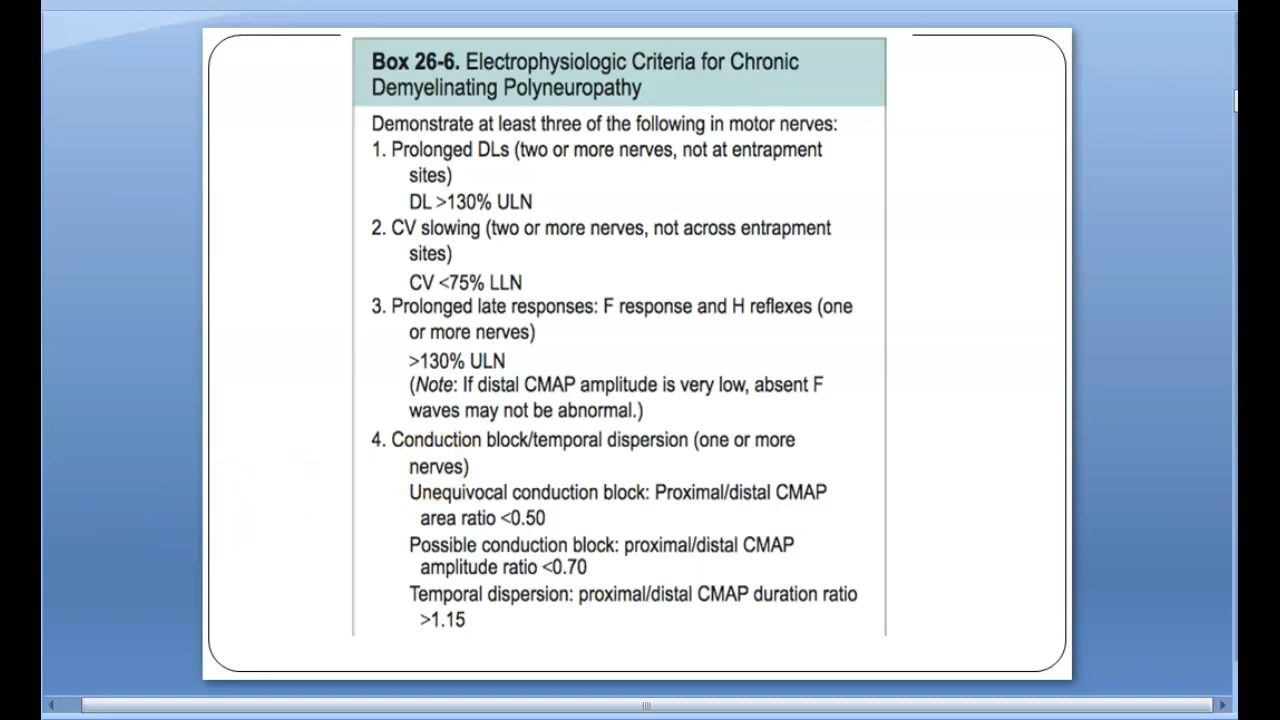 Box 26-6. Electrophysiologic Criteria for Chronic
Demyelinating Polyneuropathy
Demonstrate at least three of the following in motor nerves:
1. Prolonged DLs (two or more nerves, not at entrapment
sites)
DL >130% ULN
2. CV slowing (two or more nerves, not across entrapment
sites)
CV <75% LLN
3. Prolonged late responses: F response and H reflexes (one
or more nerves)
>130% ULN
(Note: If distal CMAP amplitude is very low, absent F
waves may not be abnormal.)
4. Conduction block/temporal dispersion (one or more
nerves)
Unequivocal conduction block: Proximal/distal CMAP
area ratio <0.50
Possible conduction block: proximal/distal CMAP
amplitude ratio <0.70
Temporal dispersion: proximal/distal CMAP duration ratio
>1.15